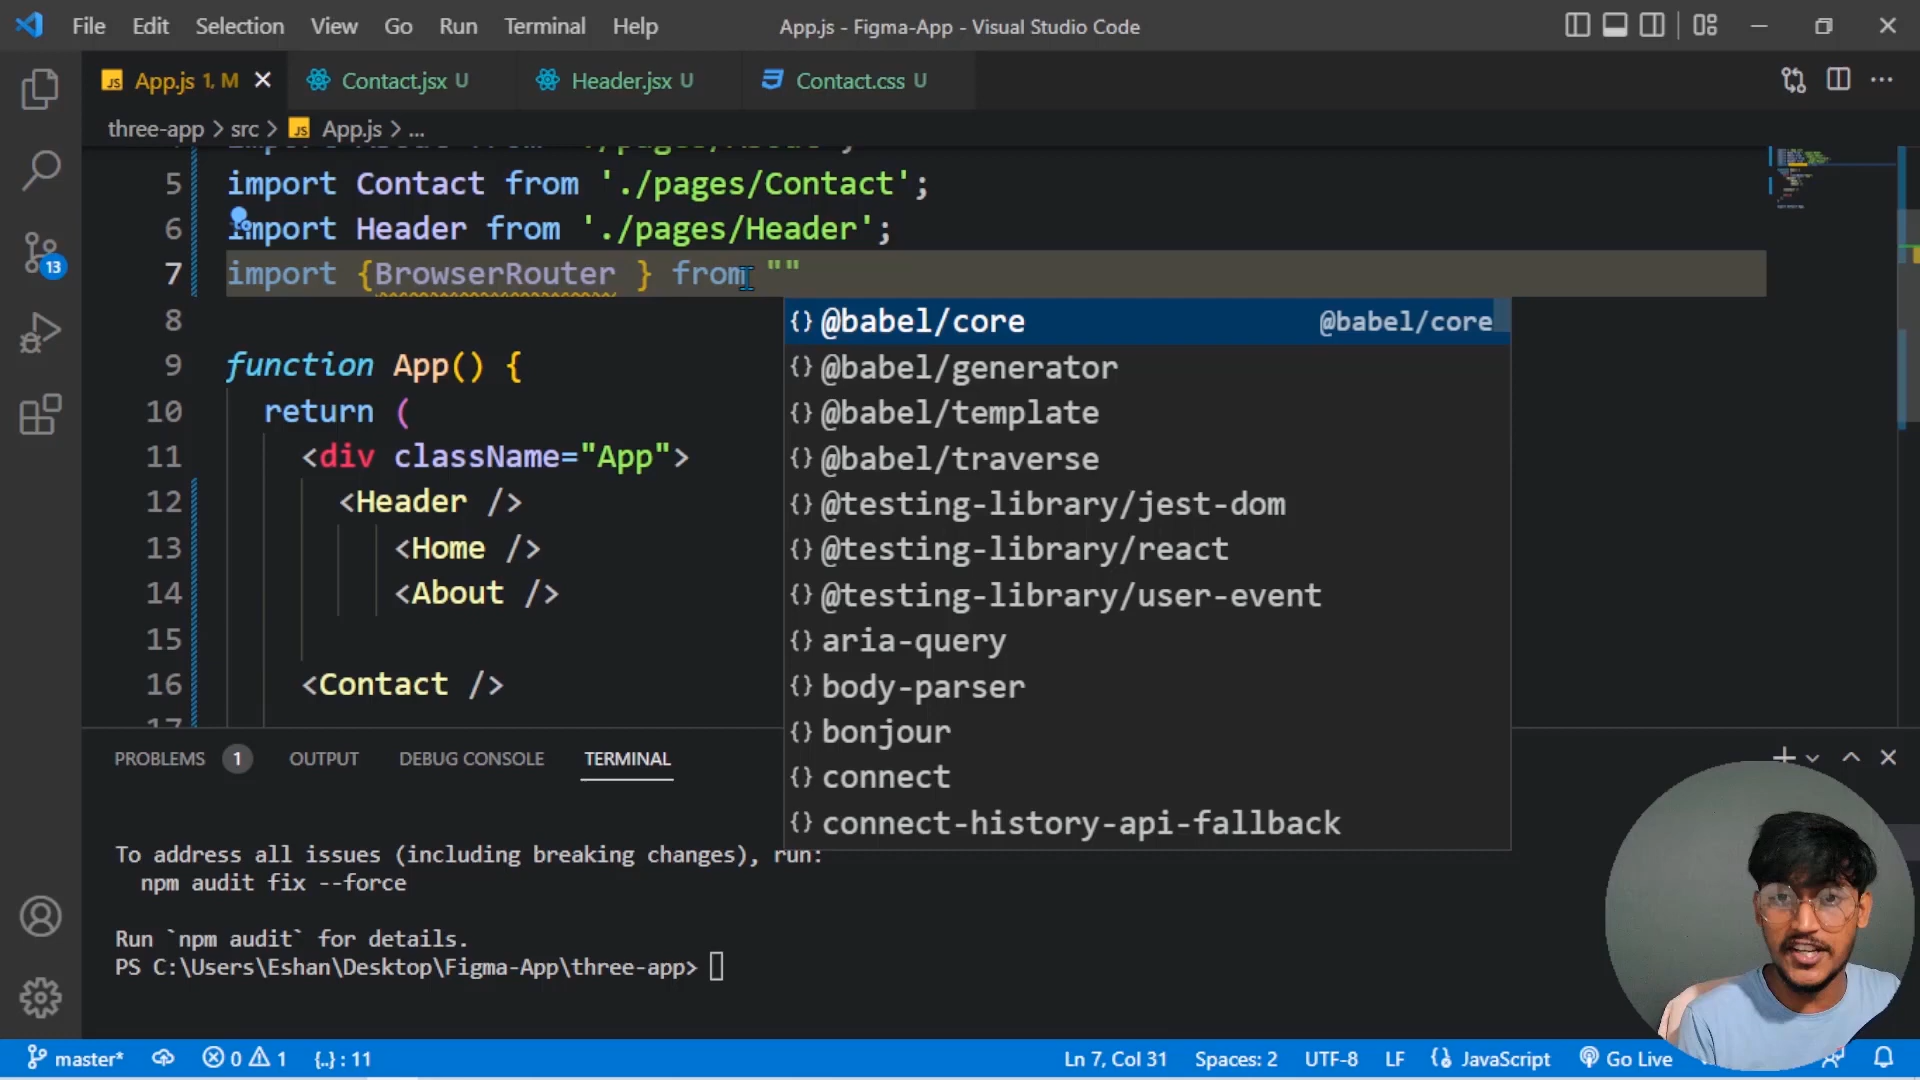 File Edit Selection View Go Run Terminal Help App.js - Figma-App - Visual Studio Code
App.js 1, M Contact.jsx U Header.jsx U Contact.css U
three-app > src > JS App.js > ...
5 import Contact from './pages/Contact';
6 import Header from './pages/Header';
7 import {BrowserRouter } from ""
8
9 function App() {
10 return (
11 <div className="App">
12 <Header />
13 <Home />
14 <About />
15
16 <Contact />
17
@babel/core @babel/core
@babel/generator
@babel/template
@babel/traverse
@testing-library/jest-dom
@testing-library/react
@testing-library/user-event
aria-query
body-parser
bonjour
connect
connect-history-api-fallback
13
PROBLEMS 1 OUTPUT DEBUG CONSOLE TERMINAL
To address all issues (including breaking changes), run:
npm audit fix --force
Run `npm audit` for details.
PS C:\Users\Eshan\Desktop\Figma-App\three-app>
master* 0 1 {..} : 11 Ln 7, Col 31 Spaces: 2 UTF-8 LF JavaScript Go Live